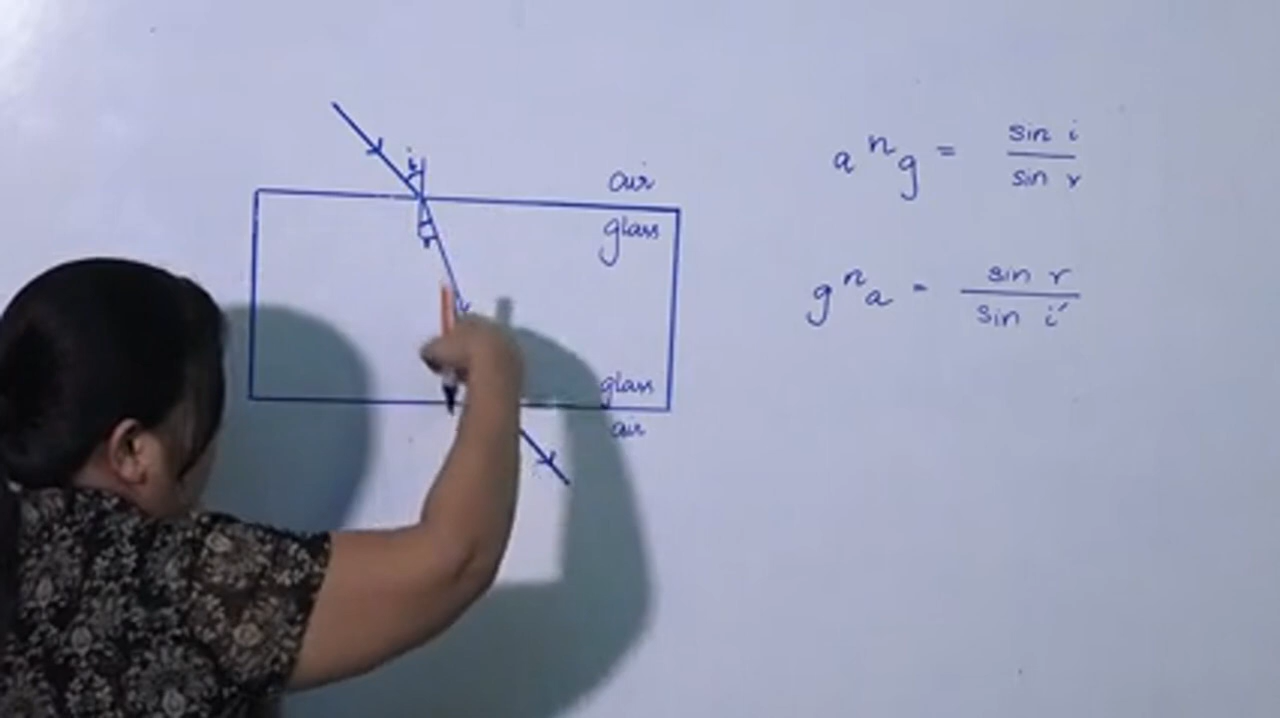 i
air
glass
r
glass
air
a n g = sin i / sin r
g n a = sin r / sin i'